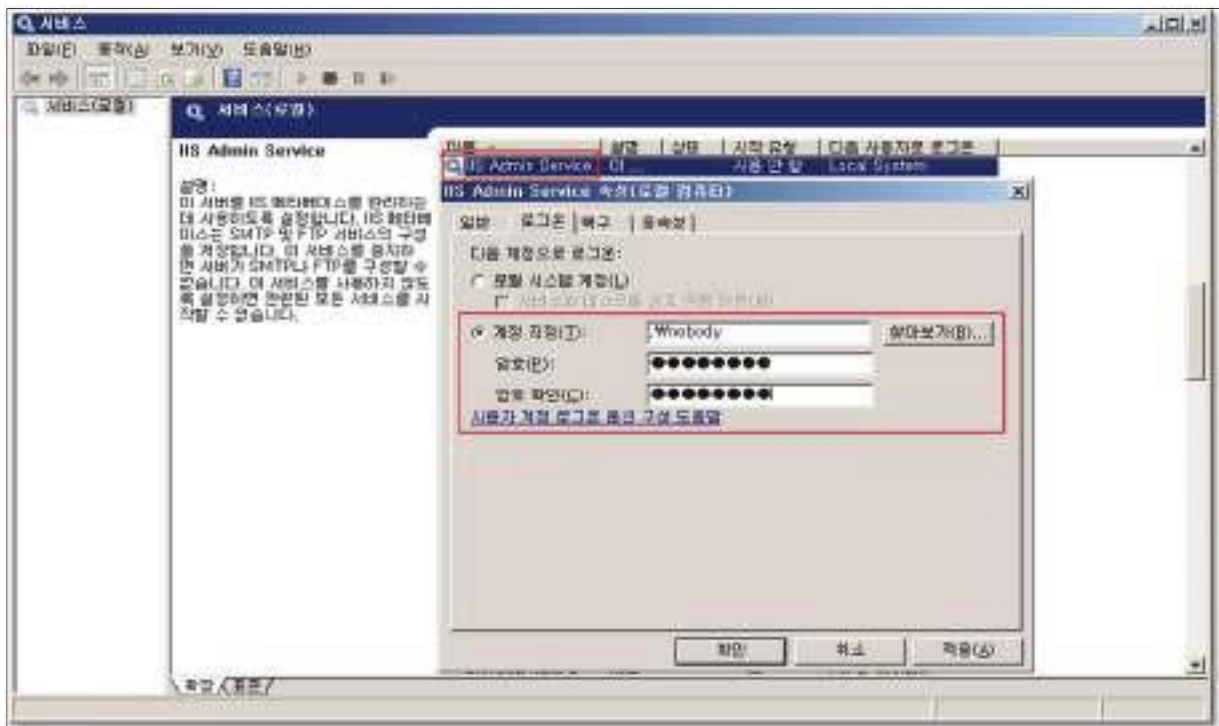 서비스
파일(F) 동작(A) 보기(V) 도움말(H)
서비스(로컬)
서비스(로컬)
IIS Admin Service
설명:
이 서버를 IIS 메타베이스를 관리하는
데 사용하도록 설정합니다. IIS 메타베
이스는 SMTP 및 FTP 서비스의 구성
을 저장합니다. 이 서비스를 중지하
면 서버가 SMTP나 FTP를 구성할 수
없습니다. 이 서비스를 사용하지 않도
록 설정하면 관련된 모든 서비스를 시
작할 수 없습니다.
이름 설명 상태 시작 유형 다음 사용자로 로그온
IIS Admin Service 이... 사용 안 함 Local System
IIS Admin Service 속성(로컬 컴퓨터)
일반 로그온 복구 종속성
다음 계정으로 로그온:
로컬 시스템 계정(L)
계정 지정(T): .₩nobody 찾아보기(B)...
암호(P): ●●●●●●●●
암호 확인(C): ●●●●●●●●
사용자 계정 로그온 옵션 구성 도움말
확인 취소 적용(A)
확장 표준